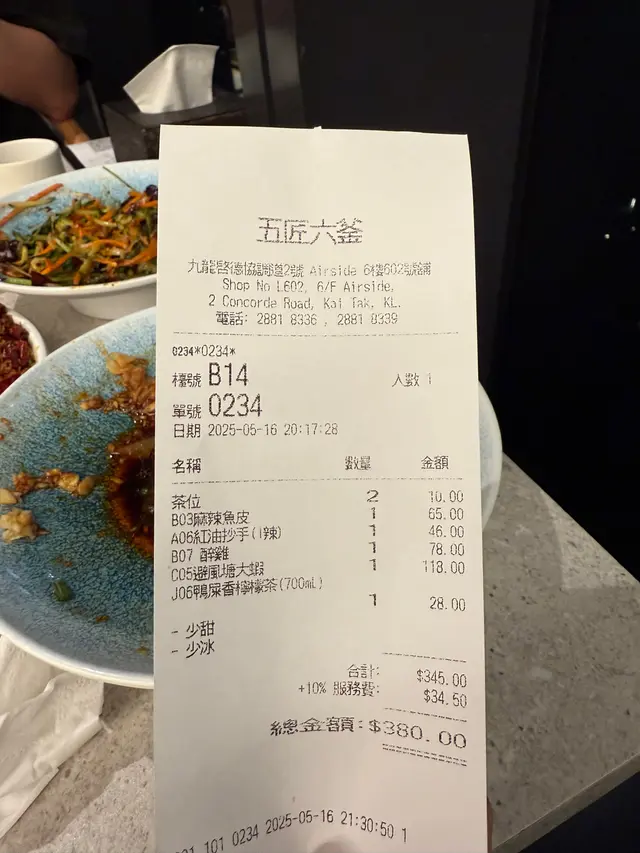 五匠六釜
九龍啓德協調道2號 Airside 6樓602號舖
Shop No L602, 6/F Airside,
2 Concorde Road, Kai Tak, KL.
電話: 2881 8336 , 2881 8339
0234*0234*
檯號 B14 人數 1
單號 0234
日期 2025-05-16 20:17:28
名稱 數量 金額
茶位 2 10.00
B03麻辣魚皮 1 65.00
A06紅油抄手(1辣) 1 46.00
B07 醉雞 1 78.00
C05避風塘大蝦 1 118.00
J06鴨屎香檸檬茶(700mL)
1 28.00
- 少甜
- 少冰
合計: $345.00
+10% 服務費: $34.50
總金額: $380.00
101 0234 2025-05-16 21:30:50 1